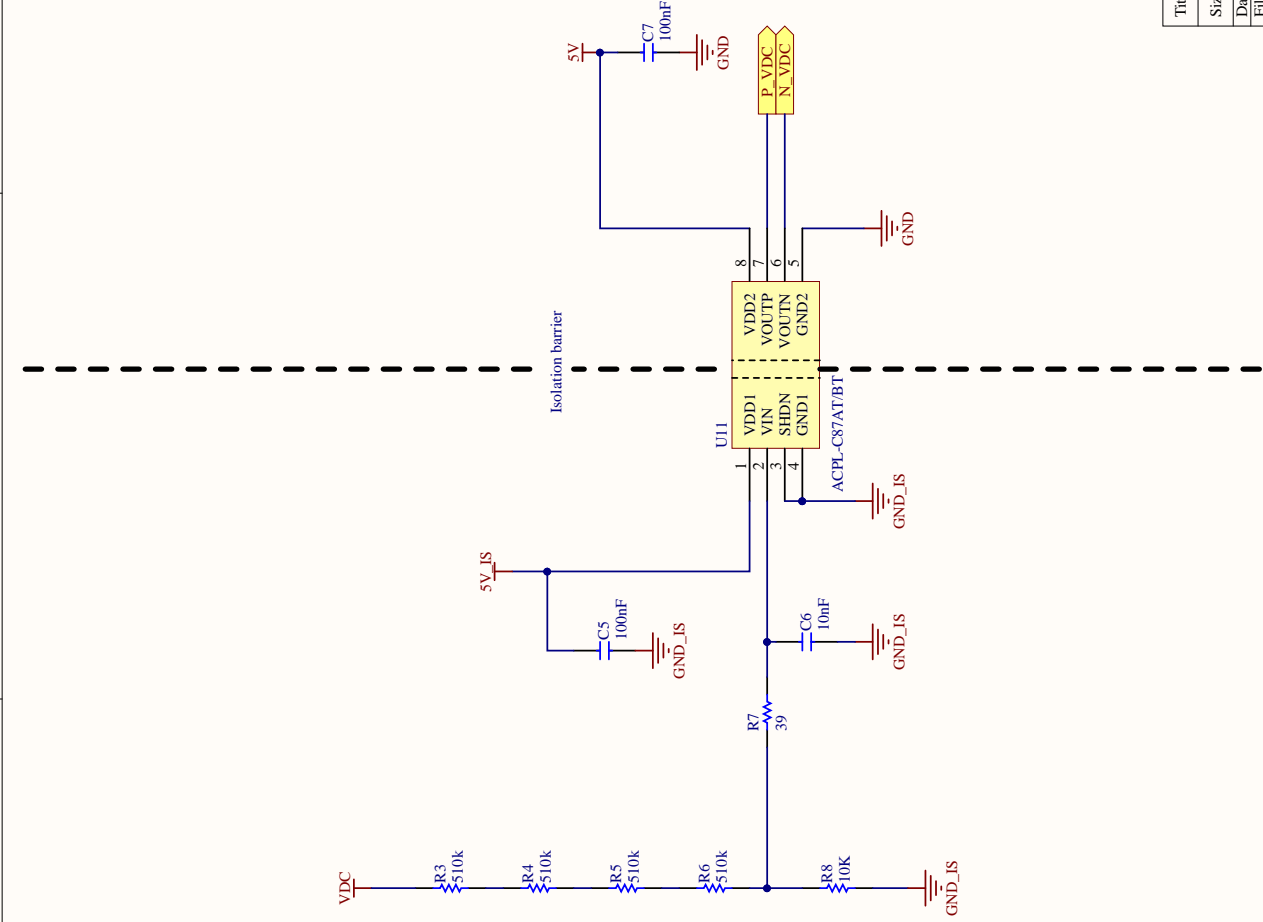 VDC
R3
510k
R4
510k
R5
510k
R6
510k
R8
10K
GND_IS
R7
39
C6
10nF
GND_IS
5V_IS
C5
100nF
GND_IS
U11
1
VDD1
2
VIN
3
SHDN
4
GND1
ACPL-C87AT/BT
GND_IS
Isolation barrier
VDD2
8
VOUTP
7
VOUTN
6
GND2
5
GND
5V
C7
100nF
GND
P_VDC
N_VDC